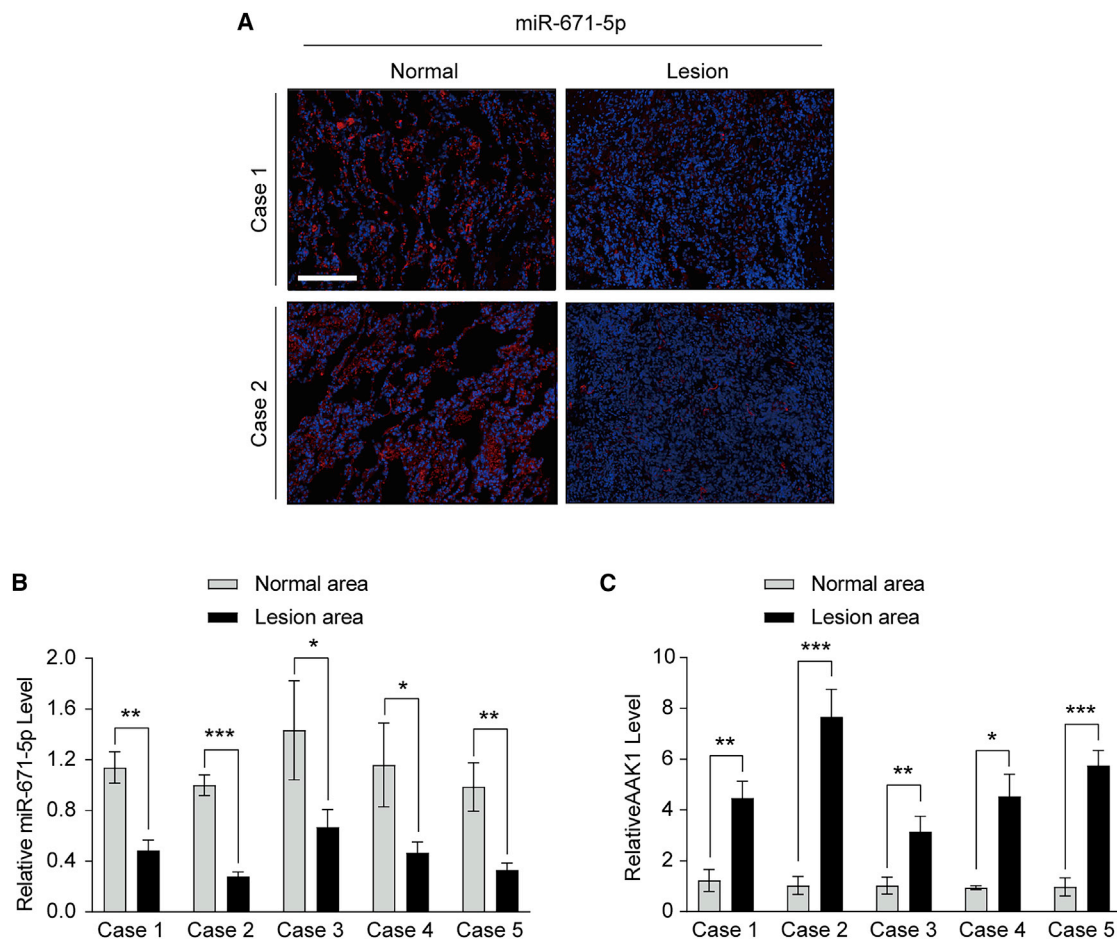 A
miR-671-5p
Normal
Lesion
Case 1
Case 2
B
Normal area
Lesion area
Relative miR-671-5p Level
2.0
1.6
1.2
0.8
0.4
0.0
**
***
*
*
**
Case 1
Case 2
Case 3
Case 4
Case 5
C
Normal area
Lesion area
RelativeAAK1 Level
10
8
6
4
2
0
**
***
**
*
***
Case 1
Case 2
Case 3
Case 4
Case 5